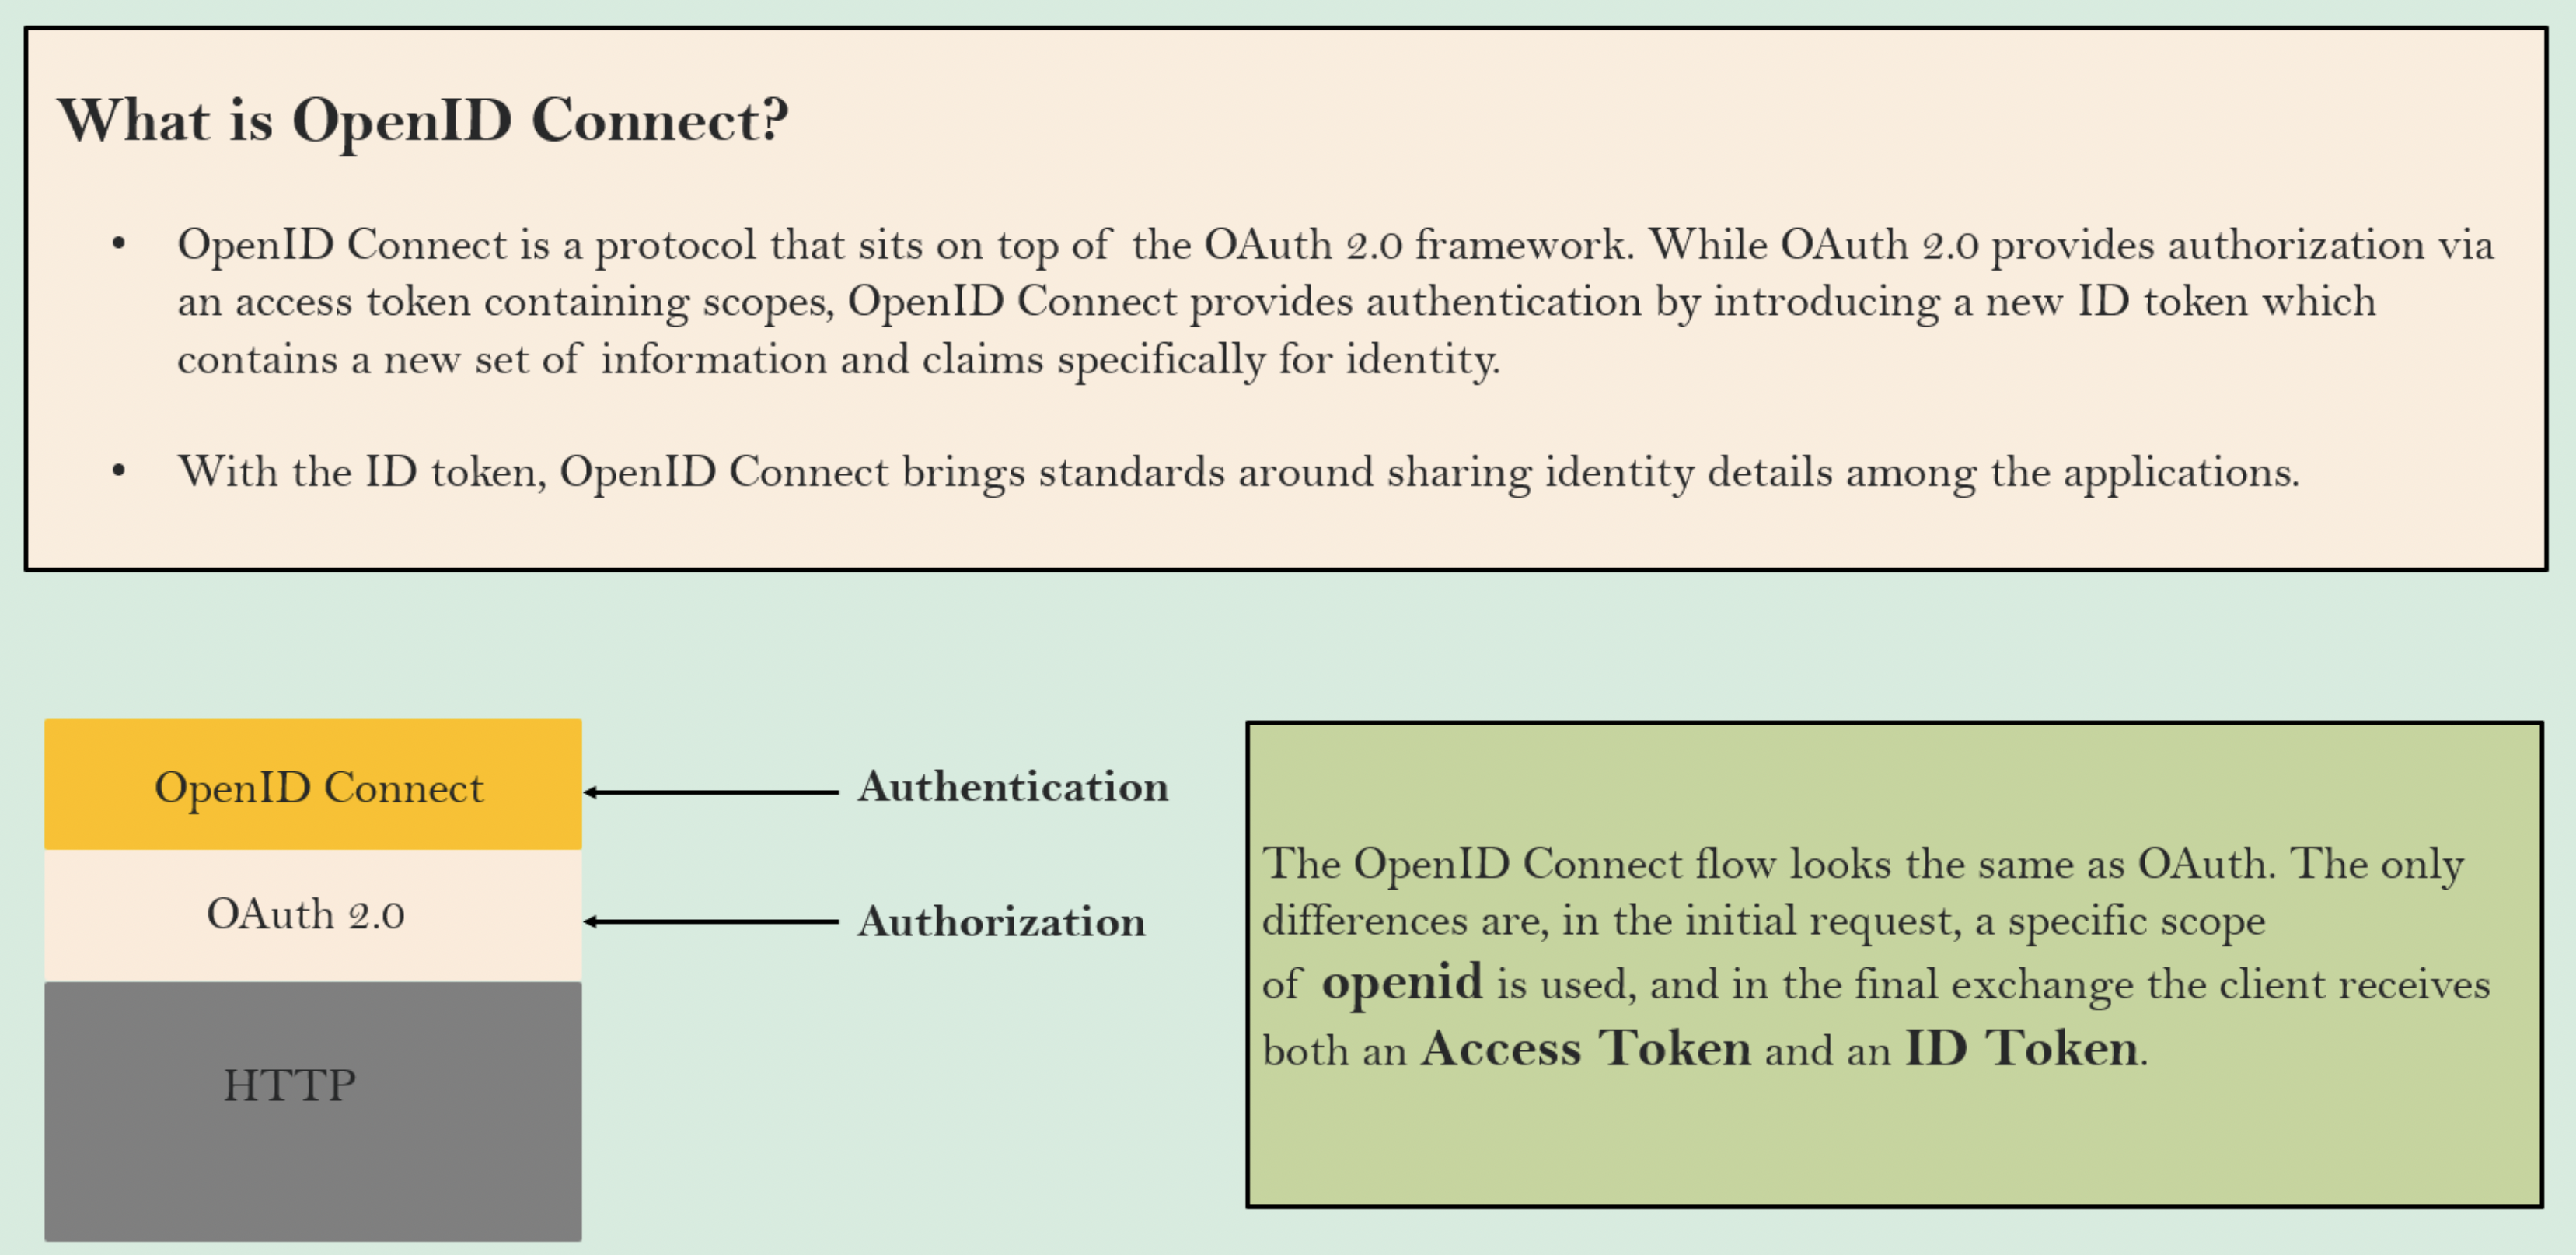 What is OpenID Connect?
• OpenID Connect is a protocol that sits on top of the OAuth 2.0 framework. While OAuth 2.0 provides authorization via
an access token containing scopes, OpenID Connect provides authentication by introducing a new ID token which
contains a new set of information and claims specifically for identity.
• With the ID token, OpenID Connect brings standards around sharing identity details among the applications.
OpenID Connect
Authentication
OAuth 2.0
Authorization
HTTP
The OpenID Connect flow looks the same as OAuth. The only
differences are, in the initial request, a specific scope
of openid is used, and in the final exchange the client receives
both an Access Token and an ID Token.